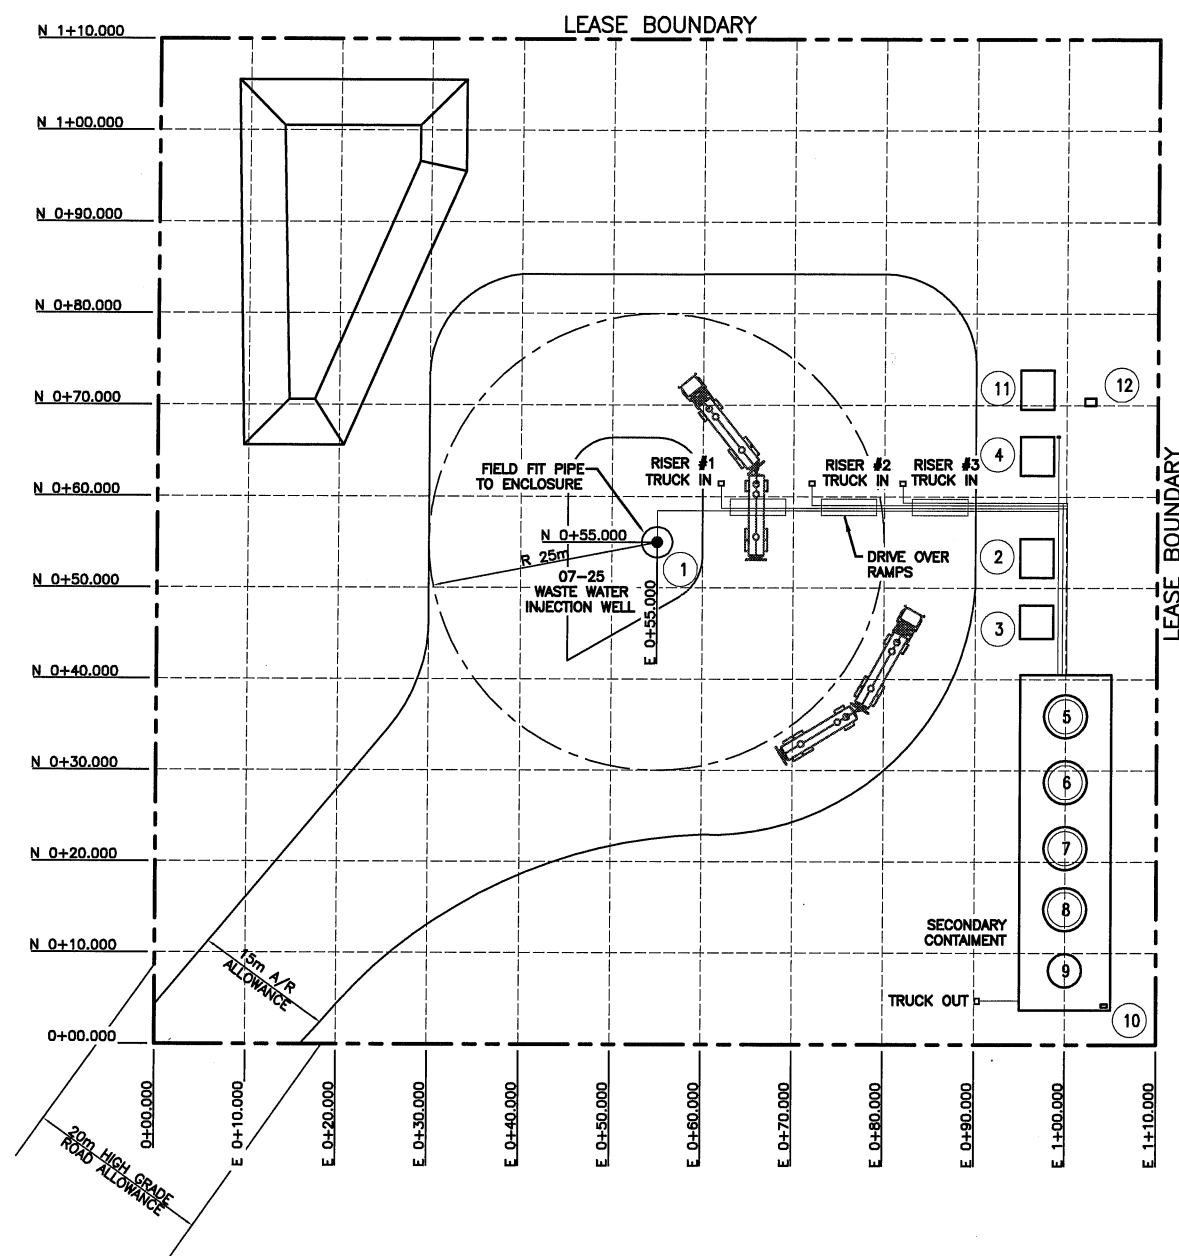 LEASE BOUNDARY
N 1+10.000
N 1+00.000
N 0+90.000
N 0+80.000
N 0+70.000
N 0+60.000
N 0+50.000
N 0+40.000
N 0+30.000
N 0+20.000
N 0+10.000
0+00.000
11
12
4
FIELD FIT PIPE
TO ENCLOSURE
RISER #1
TRUCK IN
RISER #2
TRUCK IN
RISER #3
TRUCK IN
N 0+55.000
R 25m
1
07-25
WASTE WATER
INJECTION WELL
E 0+55.000
DRIVE OVER
RAMPS
2
3
LEASE BOUNDARY
5
6
7
8
9
SECONDARY
CONTAIMENT
TRUCK OUT
10
15m A/R
ALLOWANCE
20m HIGH GRADE
ROAD ALLOWANCE
0+00.000
E 0+10.000
E 0+20.000
E 0+40.000
E 0+50.000
E 0+60.000
E 0+70.000
E 0+80.000
E 0+90.000
E 1+00.000
E 1+10.000